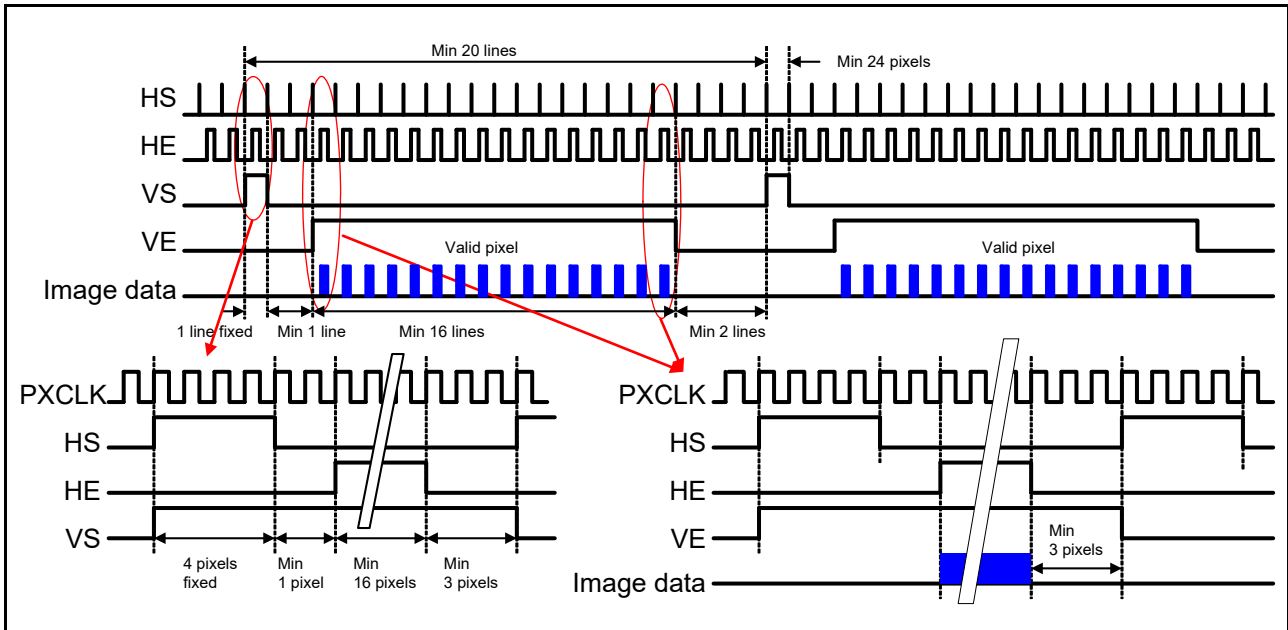 Min 20 lines
Min 24 pixels
HS
HE
VS
VE
Valid pixel
Valid pixel
Image data
1 line fixed
Min 1 line
Min 16 lines
Min 2 lines
PXCLK
HS
HE
VS
4 pixels
fixed
Min
1 pixel
Min
16 pixels
Min
3 pixels
PXCLK
HS
HE
VE
Min
3 pixels
Image data